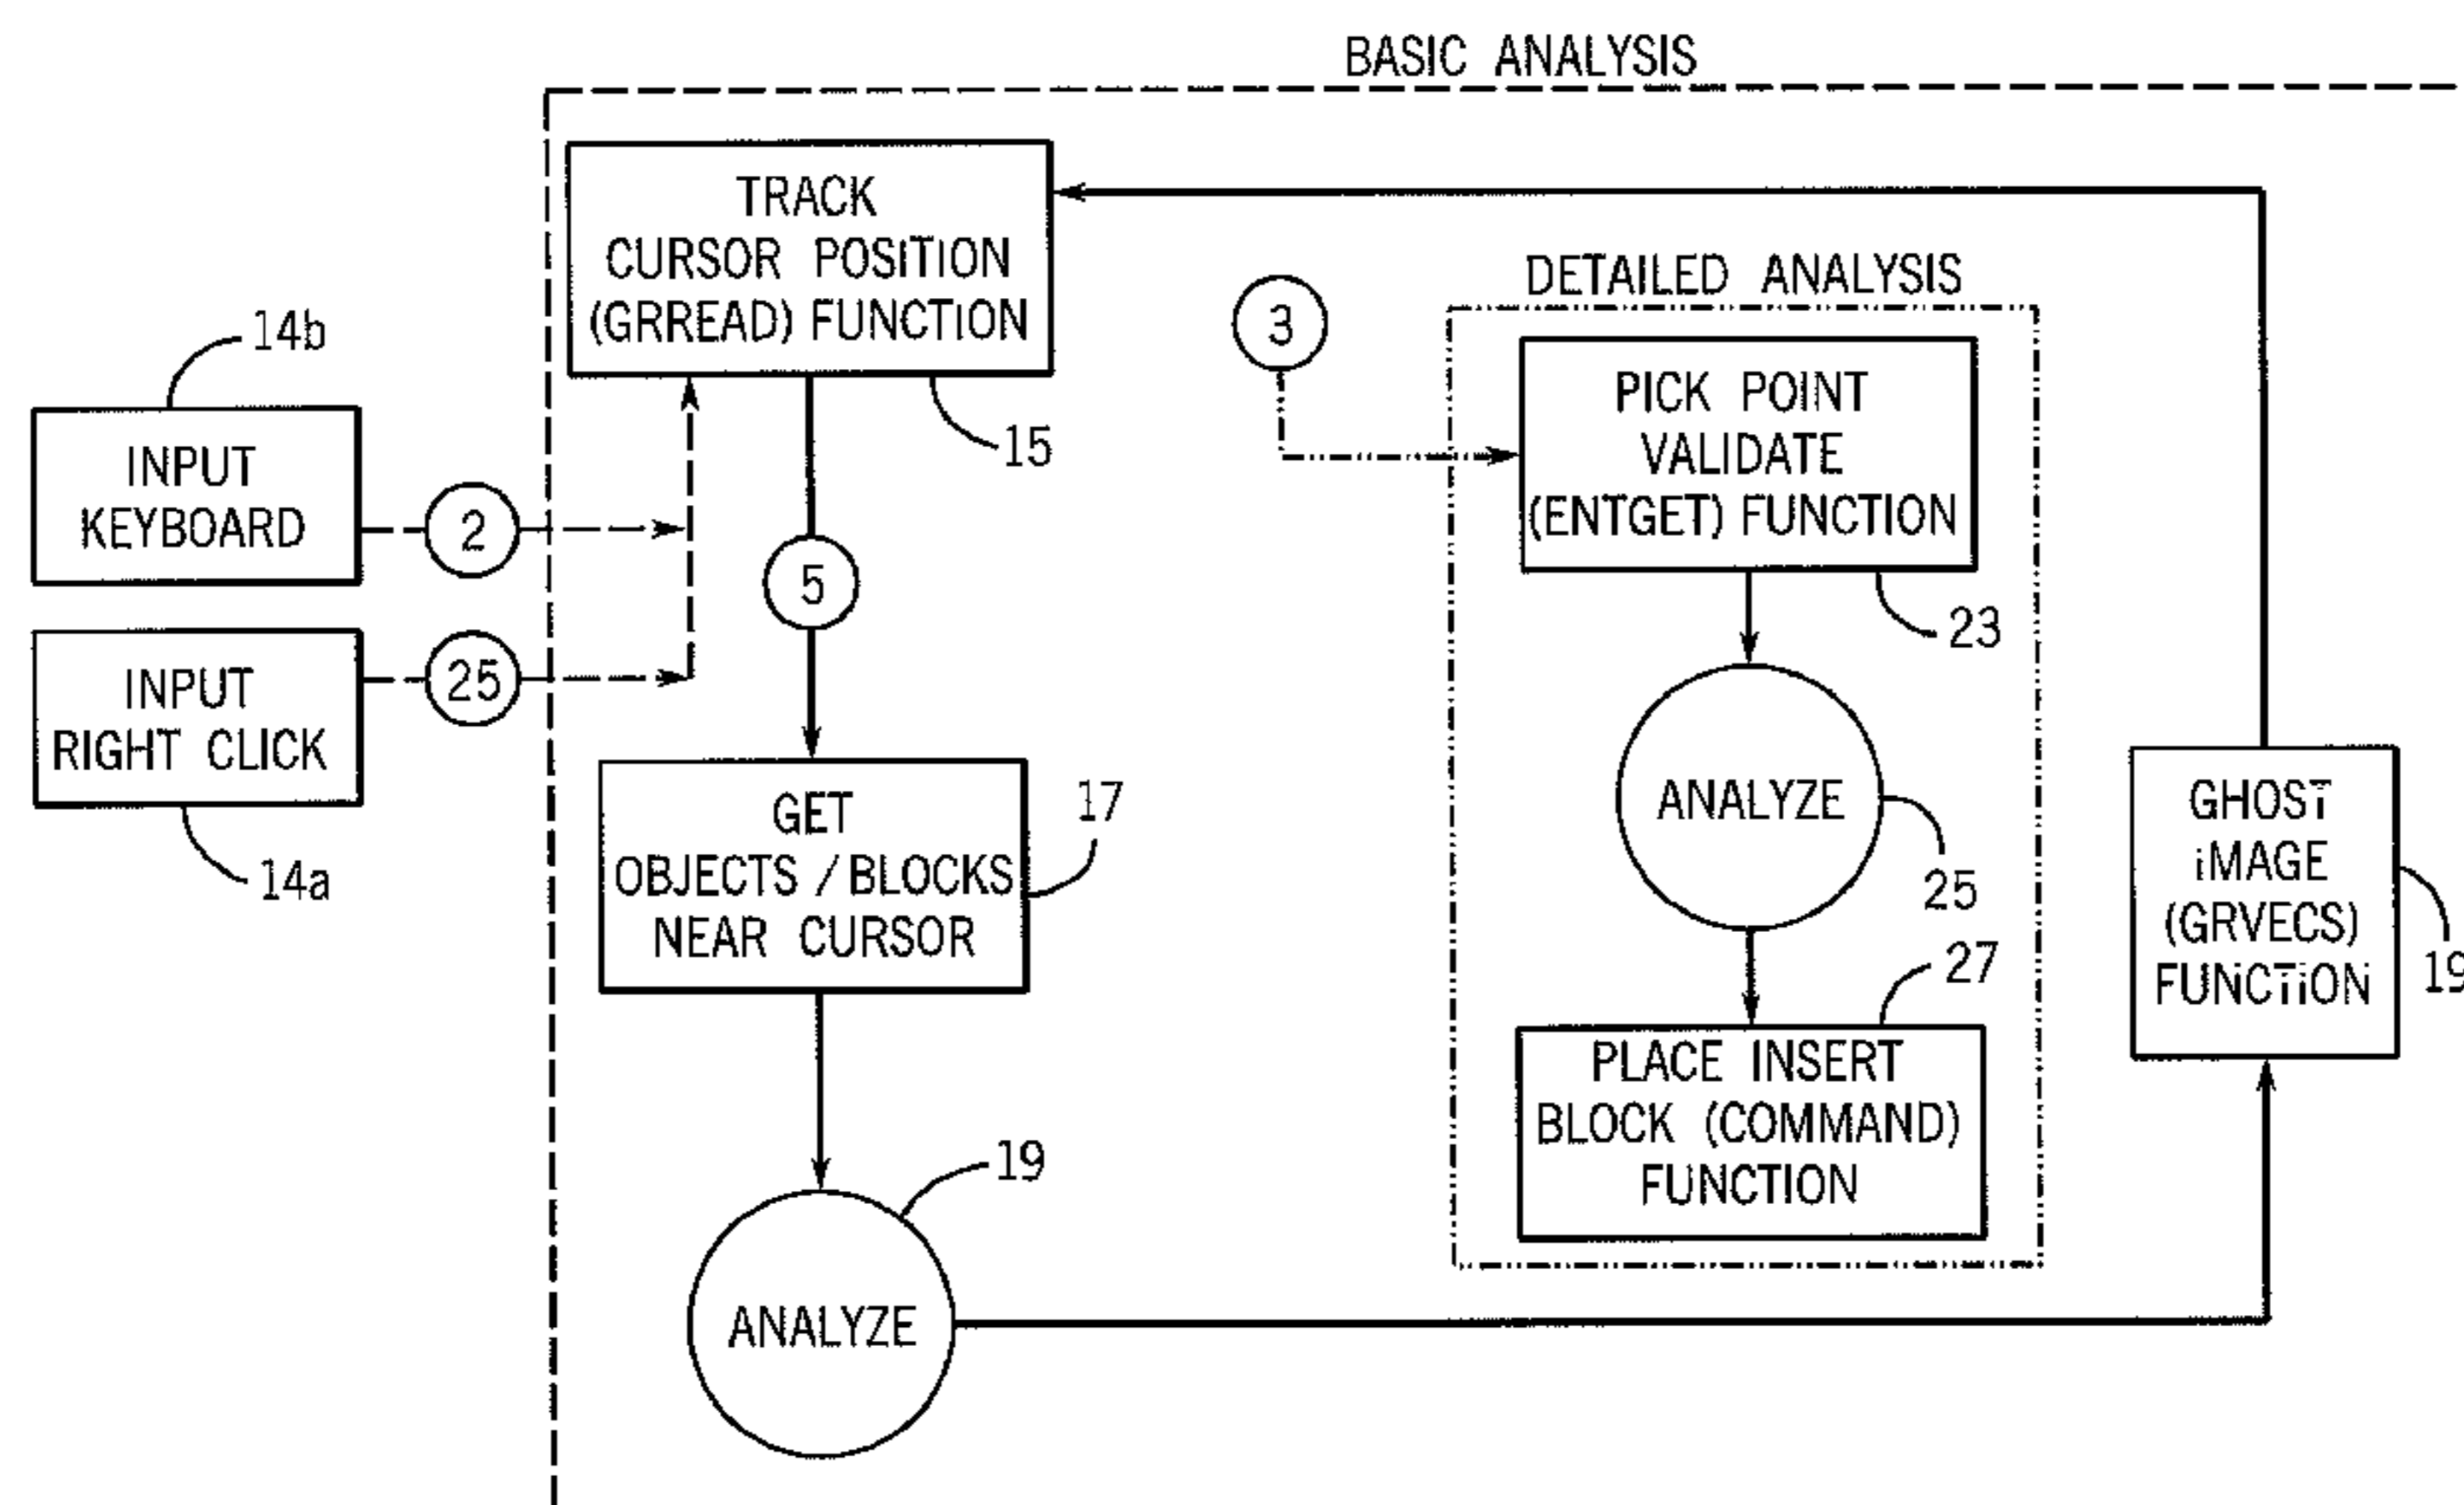 BASIC ANALYSIS
TRACK
CURSOR POSITION
(GRREAD) FUNCTION
15
14b
INPUT
KEYBOARD
2
INPUT
RIGHT CLICK
25
14a
5
GET
OBJECTS / BLOCKS
NEAR CURSOR
17
ANALYZE
19
3
DETAILED ANALYSIS
PICK POINT
VALIDATE
(ENTGET) FUNCTION
23
ANALYZE
25
27
PLACE INSERT
BLOCK (COMMAND)
FUNCTION
GHOST
iMAGE
(GRVECS)
FUNCTiON
19